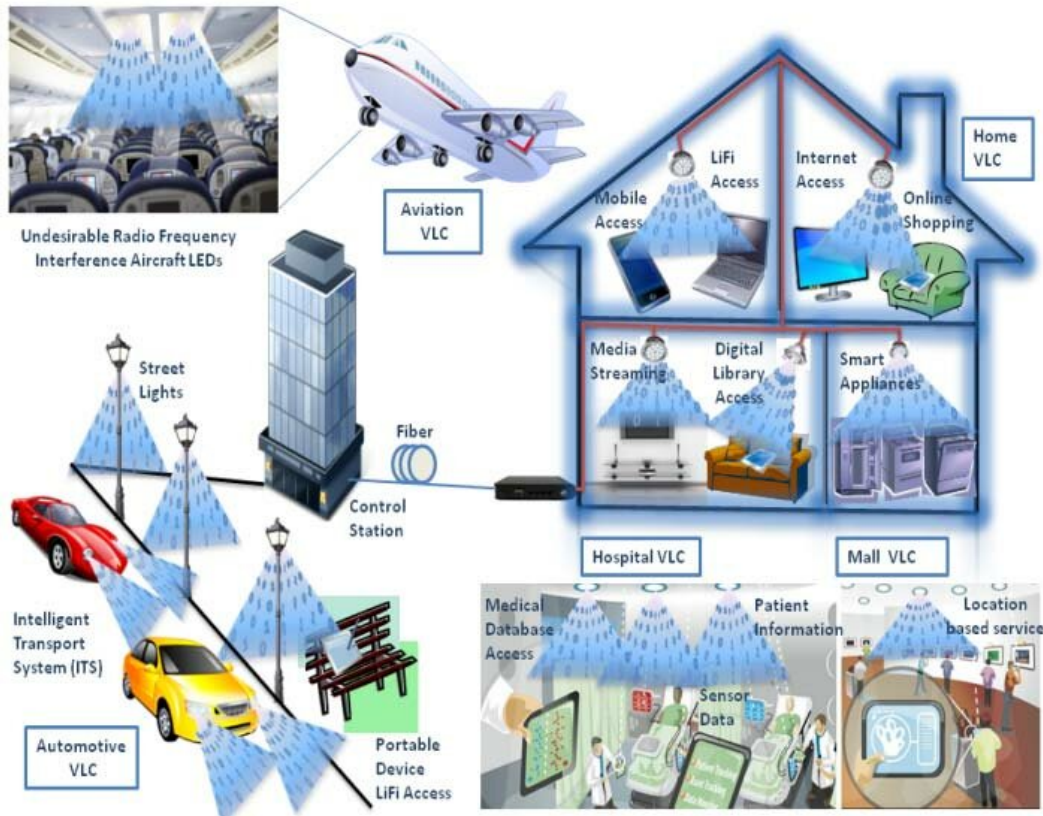 Undesirable Radio Frequency
Interference Aircraft LEDs
Aviation
VLC
Home
VLC
LiFi
Access
Mobile
Access
Internet
Access
Online
Shopping
Media
Streaming
Digital
Library
Access
Smart
Appliances
Street
Lights
Fiber
Control
Station
Intelligent
Transport
System (ITS)
Automotive
VLC
Portable
Device
LiFi Access
Hospital VLC
Medical
Database
Access
Patient
Information
Sensor
Data
Mall VLC
Location
based service